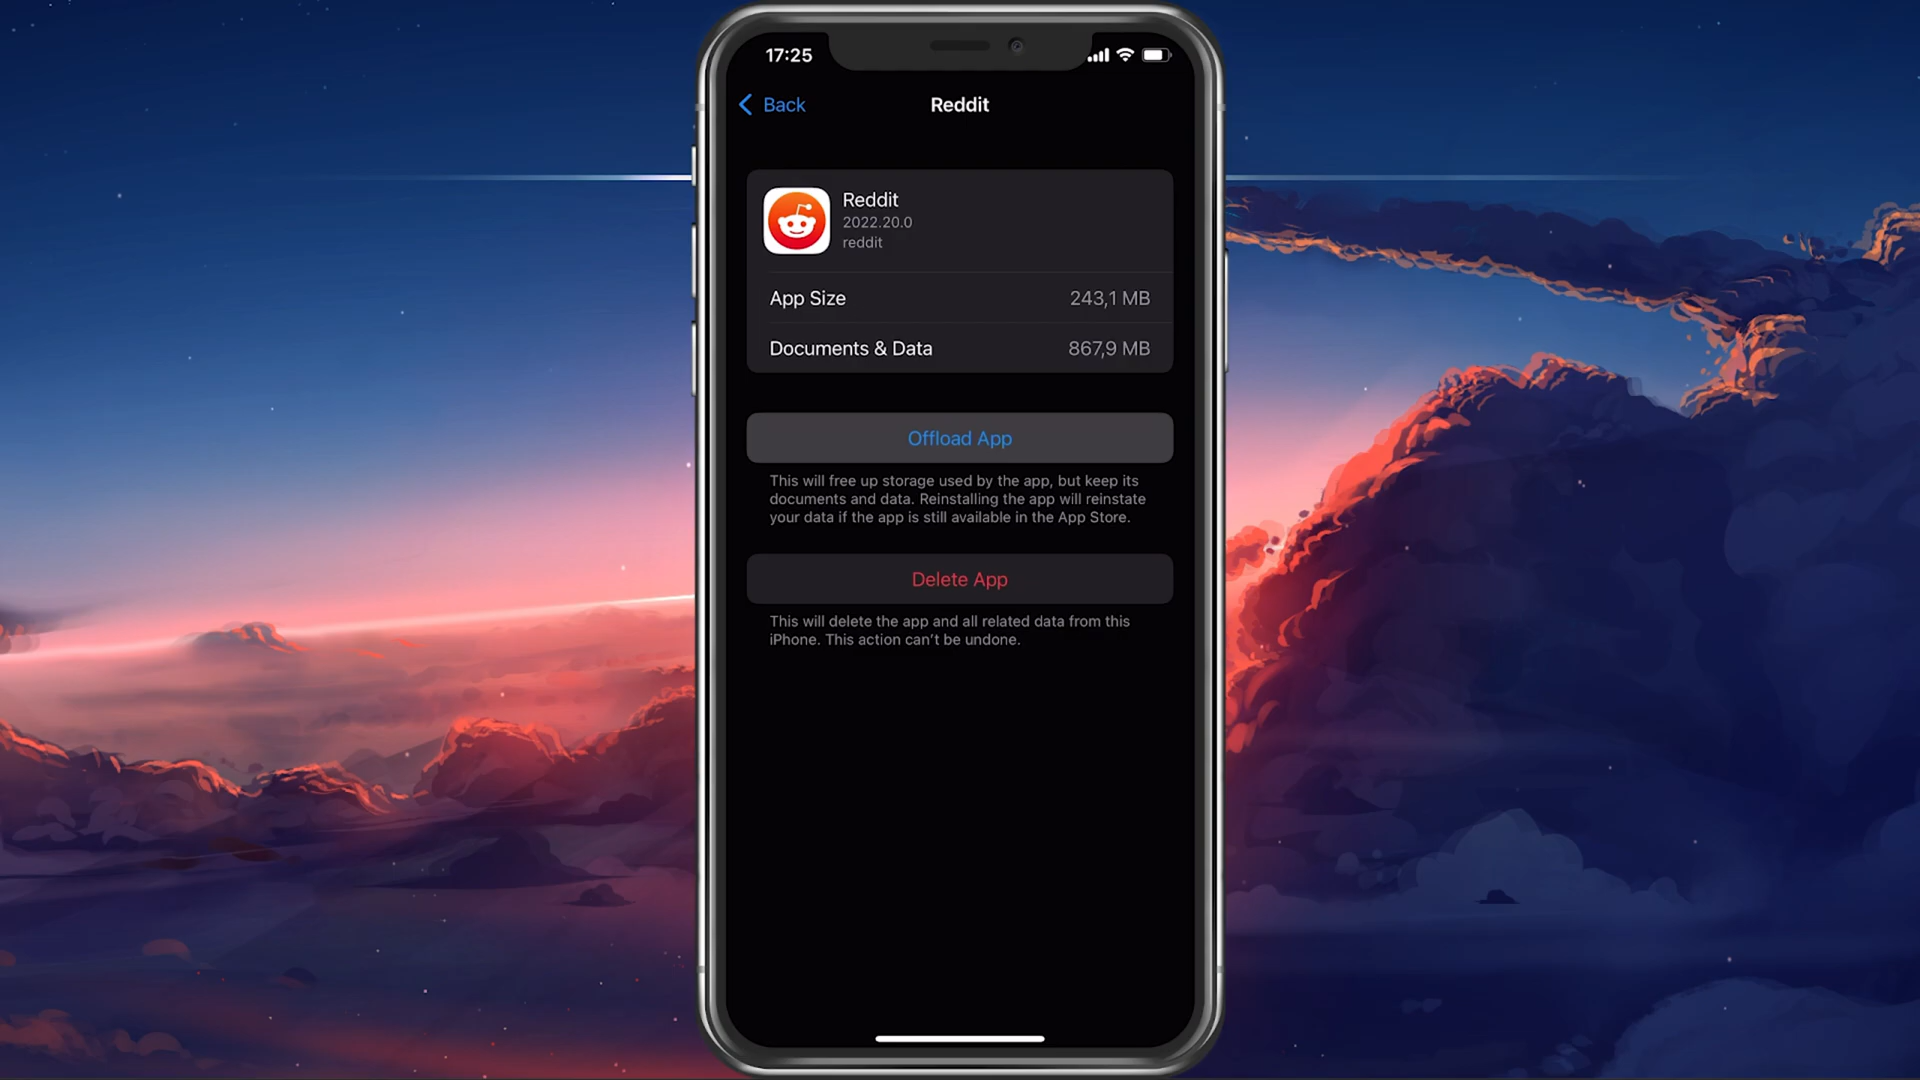 17:25
Back
Reddit
Reddit
2022.20.0
reddit
App Size
243,1 MB
Documents & Data
867,9 MB
Offload App
This will free up storage used by the app, but keep its
documents and data. Reinstalling the app will reinstate
your data if the app is still available in the App Store.
Delete App
This will delete the app and all related data from this
iPhone. This action can't be undone.